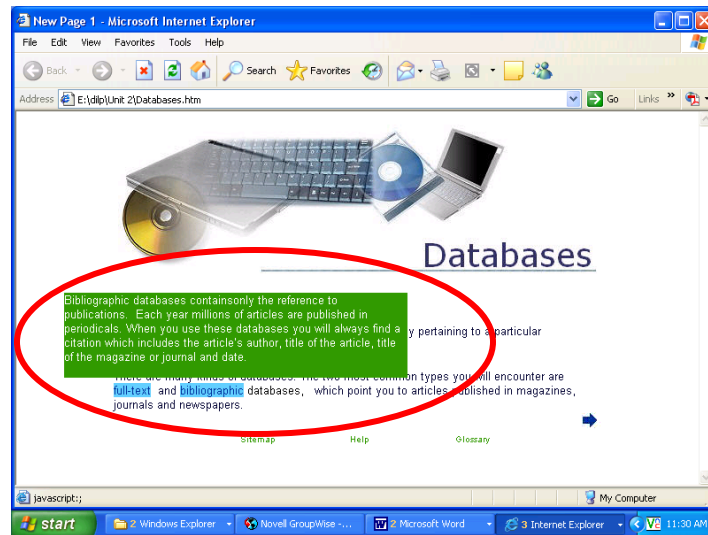 New Page 1 - Microsoft Internet Explorer
File Edit View Favorites Tools Help
Back Search Favorites
Address E:\dilp\Unit 2\Databases.htm Go Links »
Databases
Bibliographic databases containsonly the reference to
publications. Each year millions of articles are published in
periodicals. When you use these databases you will always find a
citation which includes the article's author, title of the article, title
of the magazine or journal and date.
y pertaining to a particular
There are many kinds of databases. The two most common types you will encounter are
full-text and bibliographic databases, which point you to articles published in magazines,
journals and newspapers.
Sitemap Help Glossary
javascript:; My Computer
start 2 Windows Explorer Novell GroupWise -... 2 Microsoft Word 3 Internet Explorer 11:30 AM